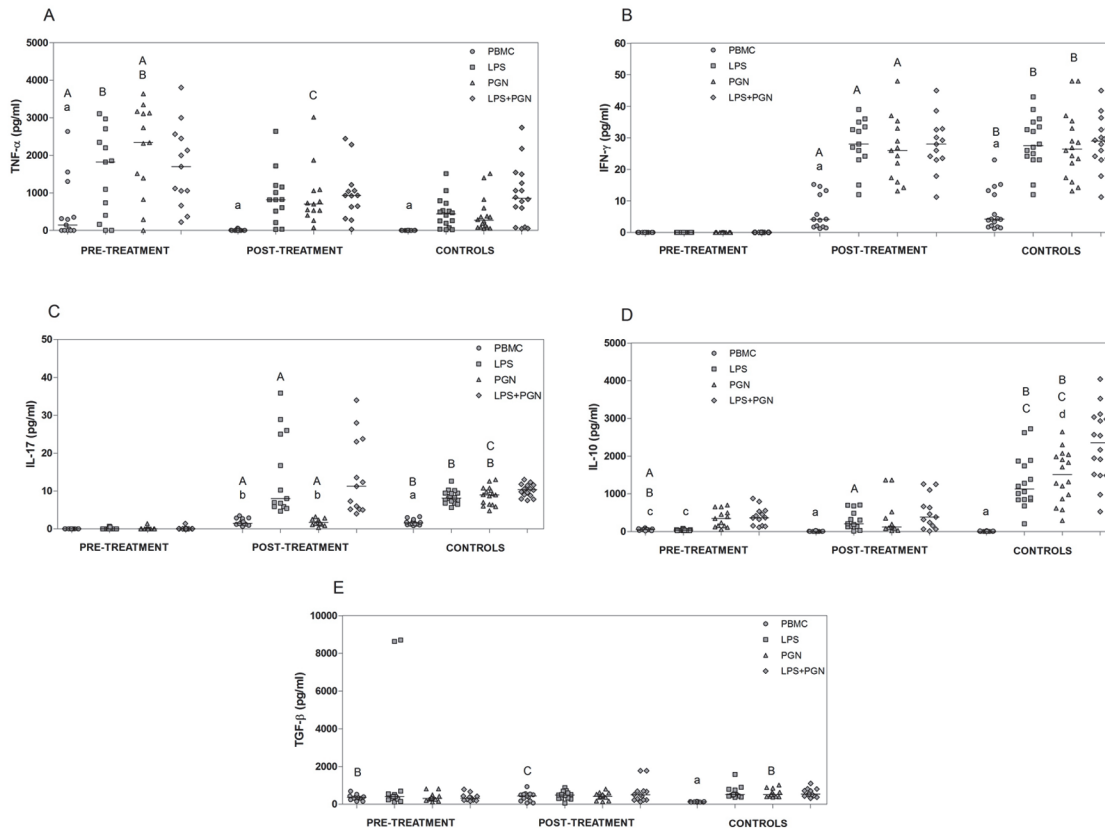 A
TNF-α (pg/ml)
5000
4000
3000
2000
1000
0
A
a
B
A
B
a
C
a
PBMC
LPS
PGN
LPS+PGN
PRE-TREATMENT POST-TREATMENT CONTROLS
B
IFN-γ (pg/ml)
60
50
40
30
20
10
0
A
a
A
A
B
a
B
B
PBMC
LPS
PGN
LPS+PGN
PRE-TREATMENT POST-TREATMENT CONTROLS
C
IL-17 (pg/ml)
50
40
30
20
10
0
A
b
A
A
b
B
a
B
C
B
PBMC
LPS
PGN
LPS+PGN
PRE-TREATMENT POST-TREATMENT CONTROLS
D
IL-10 (pg/ml)
5000
4000
3000
2000
1000
0
A
B
c
c
a
A
a
B
C
B
C
d
PBMC
LPS
PGN
LPS+PGN
PRE-TREATMENT POST-TREATMENT CONTROLS
E
TGF-β (pg/ml)
10000
8000
6000
4000
2000
0
B
C
a
B
PBMC
LPS
PGN
LPS+PGN
PRE-TREATMENT POST-TREATMENT CONTROLS